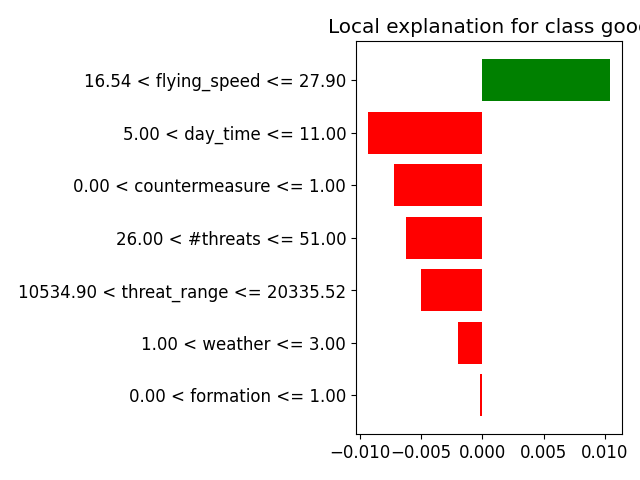 Local explanation for class good
16.54 < flying_speed <= 27.90
5.00 < day_time <= 11.00
0.00 < countermeasure <= 1.00
26.00 < #threats <= 51.00
10534.90 < threat_range <= 20335.52
1.00 < weather <= 3.00
0.00 < formation <= 1.00
−0.010 −0.005 0.000 0.005 0.010